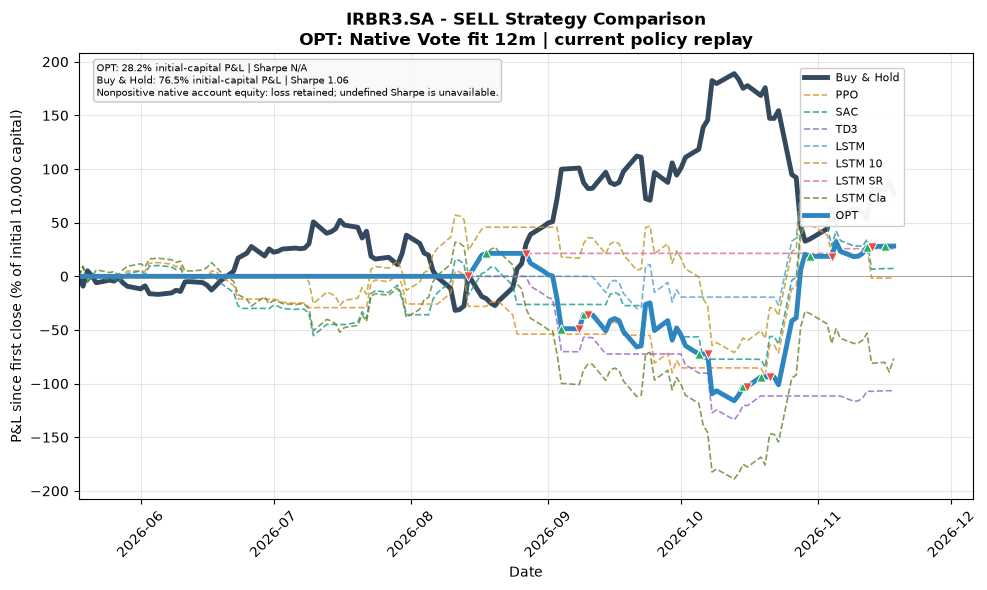 IRBR3.SA - SELL Strategy Comparison
OPT: Native Vote fit 12m | current policy replay
OPT: 28.2% initial-capital P&L | Sharpe N/A
Buy & Hold: 76.5% initial-capital P&L | Sharpe 1.06
Nonpositive native account equity: loss retained; undefined Sharpe is unavailable.
Buy & Hold
PPO
SAC
TD3
LSTM
LSTM 10
LSTM SR
LSTM Cla
OPT
P&L since first close (% of initial 10,000 capital)
200
150
100
50
0
−50
−100
−150
−200
2026-06
2026-07
2026-08
2026-09
2026-10
2026-11
2026-12
Date